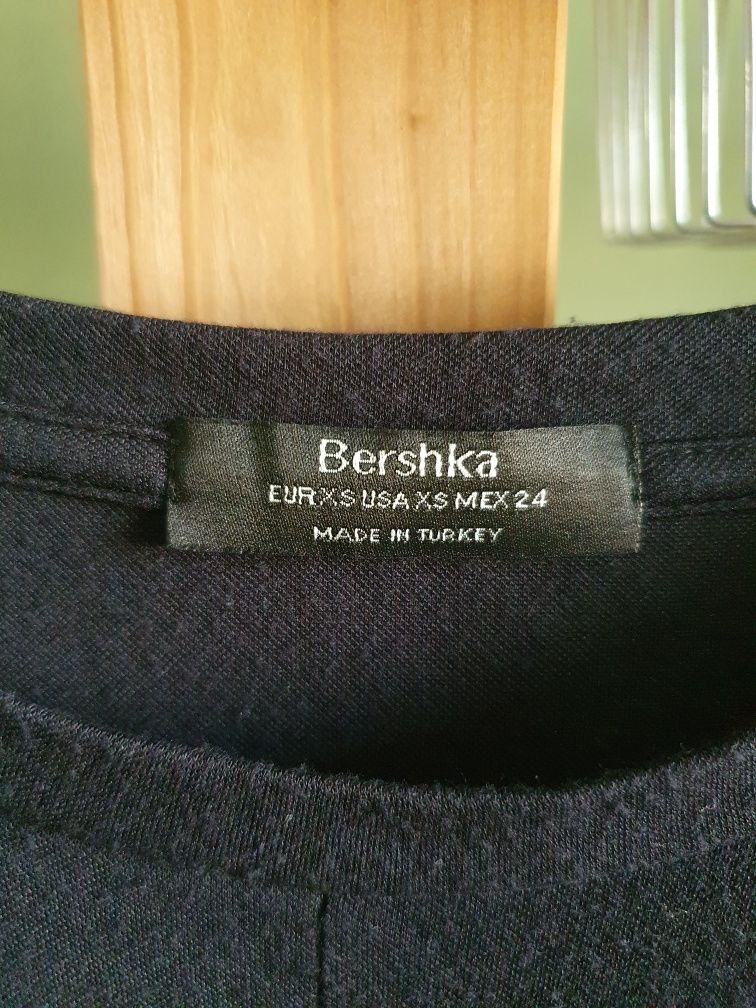 Bershka
EUR XS USA XS MEX 24
MADE IN TURKEY